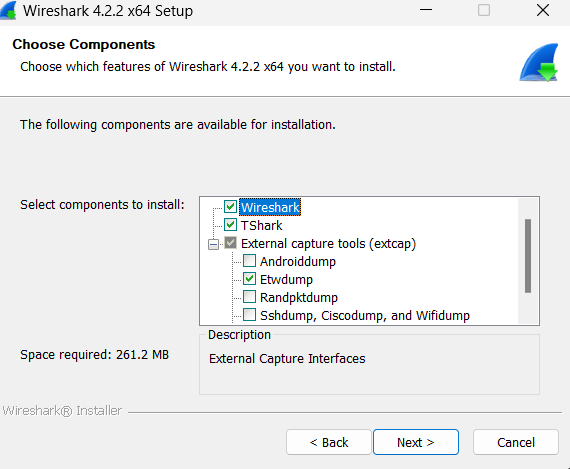 Wireshark 4.2.2 x64 Setup
Choose Components
Choose which features of Wireshark 4.2.2 x64 you want to install.
The following components are available for installation.
Select components to install:
Wireshark
TShark
External capture tools (extcap)
Androiddump
Etwdump
Randpktdump
Sshdump, Ciscodump, and Wifidump
Space required: 261.2 MB
Description
External Capture Interfaces
Wireshark® Installer
< Back
Next >
Cancel